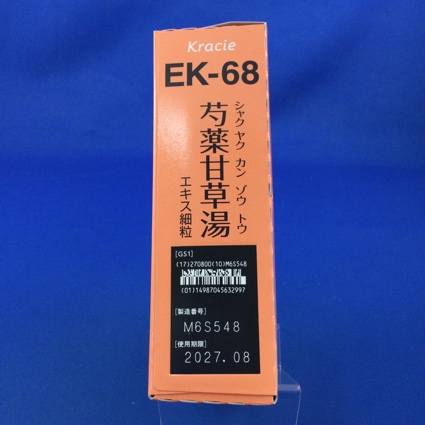 Kracie
EK-68
シャク ヤク カン ゾウ トウ
芍薬甘草湯
エキス細粒
[GS1]
(17)270800(10)M6S548
(01)14987045632997
[製造番号]
M6S548
[使用期限]
2027.08